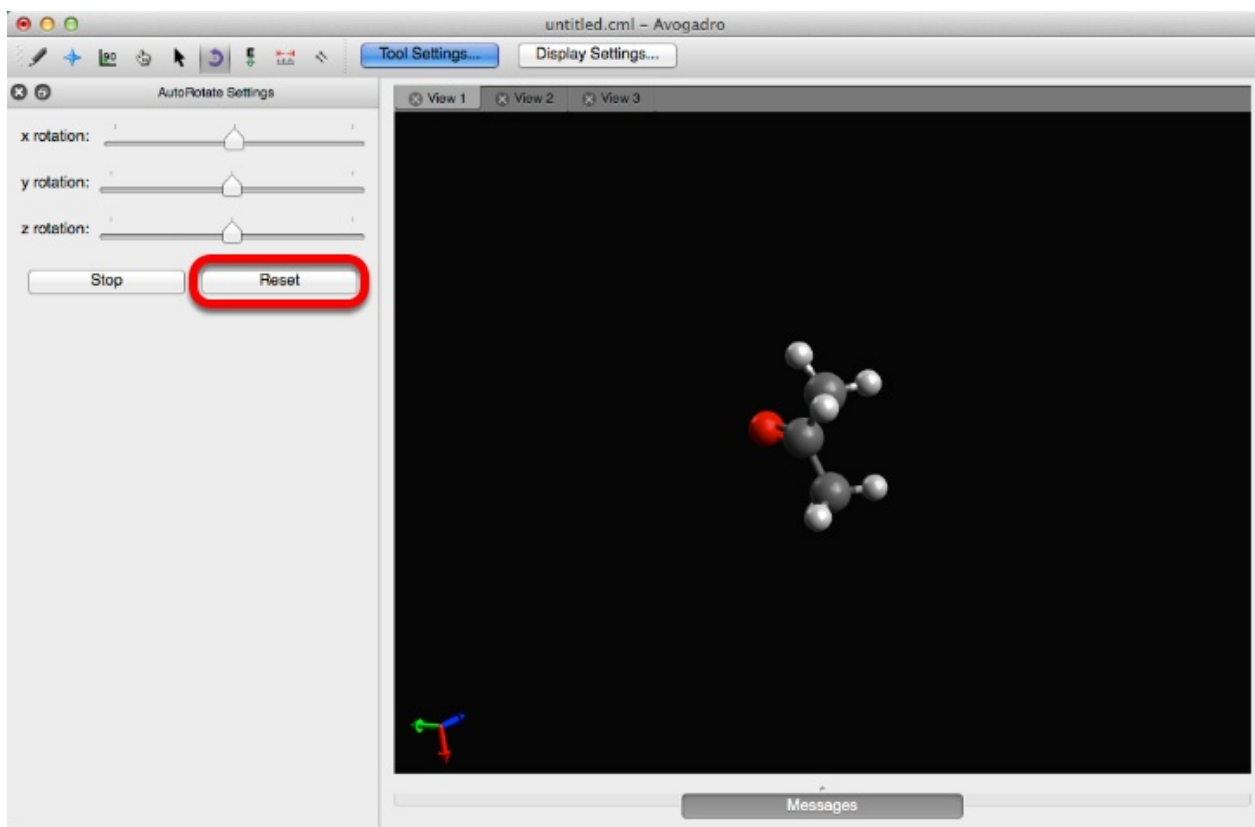 untitled.cml – Avogadro
Tool Settings... Display Settings...
AutoRotate Settings
View 1 View 2 View 3
x rotation:
y rotation:
z rotation:
Stop Reset
Messages